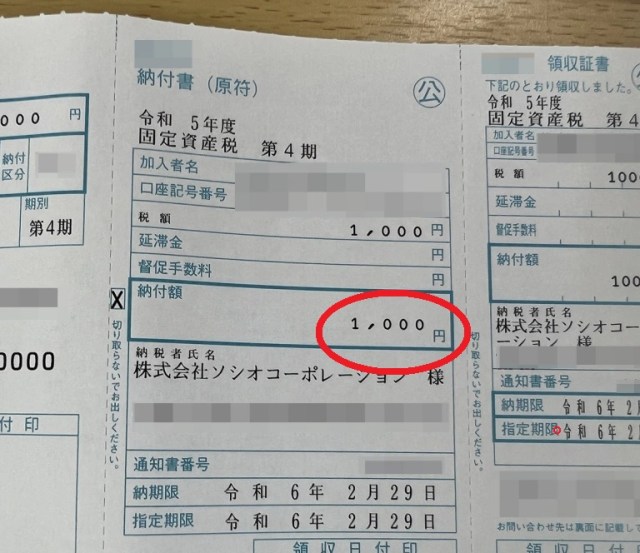 000 円
納付
区分
期別
第4期
0000
付 印
納付書 (原符)
公
令和 5年度
固定資産税 第4期
加入者名
口座記号番号
税 額 1,000 円
延滞金 円
督促手数料 円
納付額
1,000
円
X
切り取らないでお出しください。
納 税 者 氏 名
株式会社ソシオコーポレーション 様
通知書番号
納期限 令 和 6 年 2 月 29 日
指定期限 令 和 6 年 2 月 29 日
領 収 日 付 印
切り取らないでお出しください。
領収証書
下記のとおり領収しました。
令和 5年度
固定資産税 第4
加入者名
口座記号番号
税 額 100
延滞金
督促手数料
納付額
100
納 税 者 氏 名
株式会社ソシオコーポレ
ーション 様
通知書番号
納期限 令 和 6 年 2
指定期限 令 和 6 年 2
お問い合わせ先は裏面に記載して
領 収 日 付